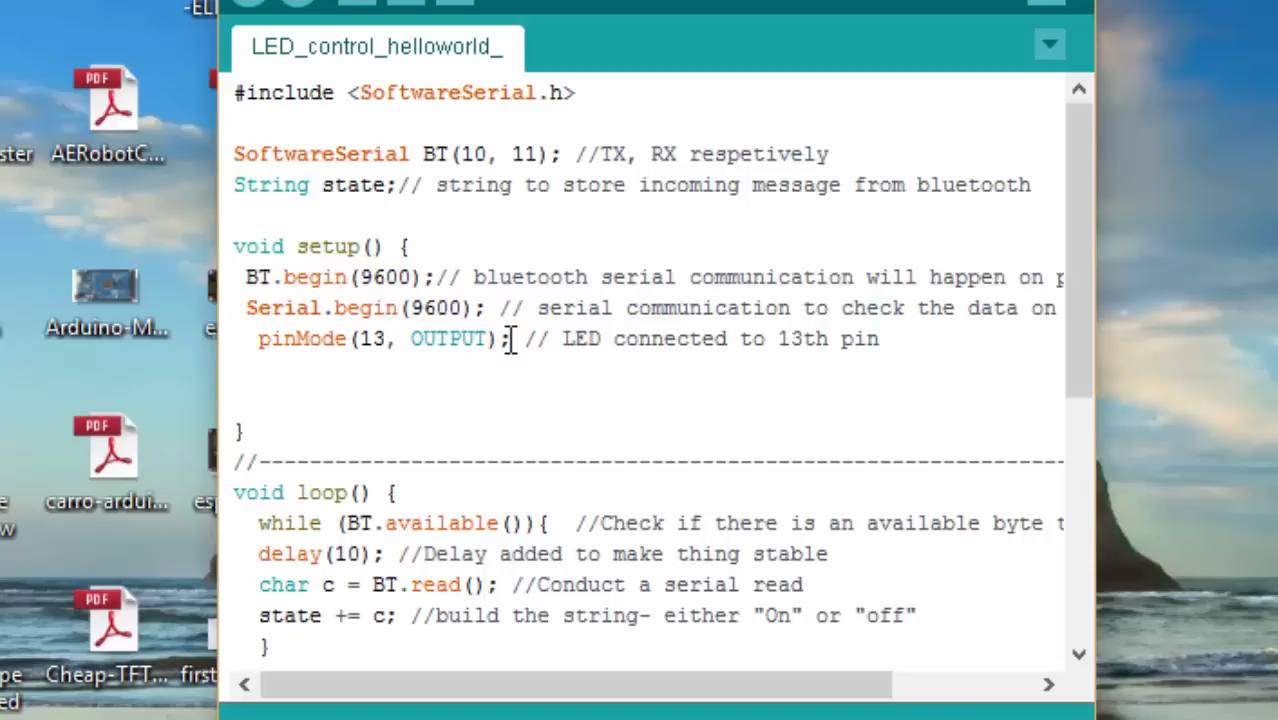 LED_control_helloworld_
#include <SoftwareSerial.h>
SoftwareSerial BT(10, 11); //TX, RX respetively
String state;// string to store incoming message from bluetooth
void setup() {
BT.begin(9600);// bluetooth serial communication will happen on
Serial.begin(9600); // serial communication to check the data on
pinMode(13, OUTPUT); // LED connected to 13th pin
}
//----------------------------------------------------------------
void loop() {
while (BT.available()){  //Check if there is an available byte t
delay(10); //Delay added to make thing stable
char c = BT.read(); //Conduct a serial read
state += c; //build the string- either "On" or "off"
}
PDF
AERobotC...
Arduino-M...
PDF
carro-ardui...
PDF
Cheap-TFT...
first
ster